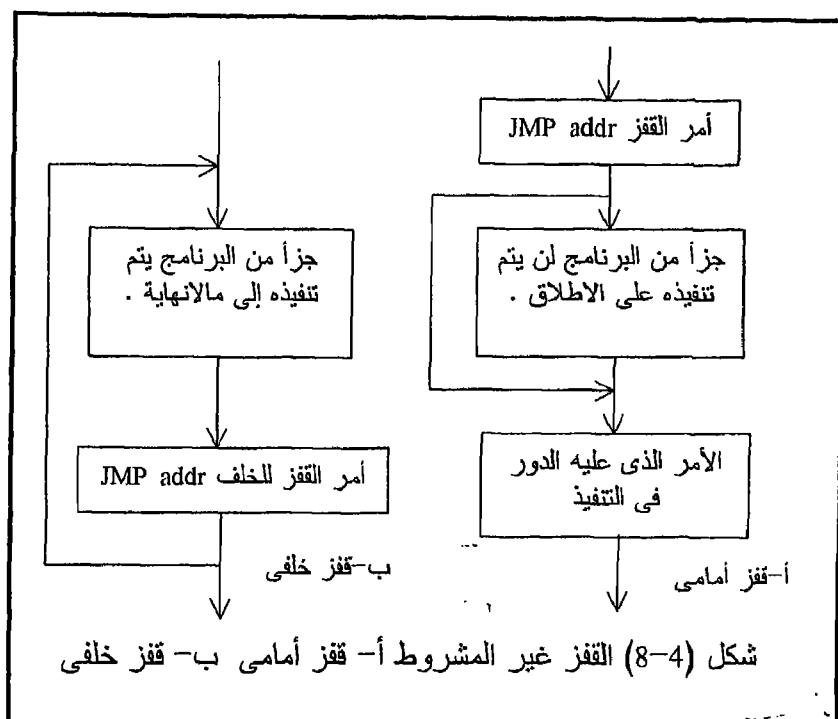 أمر القفز JMP addr
جزأ من البرنامج لن يتم
تنفيذه على الاطلاق .
الأمر الذى عليه الدور
فى التنفيذ
أ-قفز أمامى
جزأ من البرنامج يتم
تنفيذه إلى مالانهاية .
أمر القفز للخلف JMP addr
ب-قفز خلفى
شكل (4-8) القفز غير المشروط أ- قفز أمامى ب- قفز خلفى